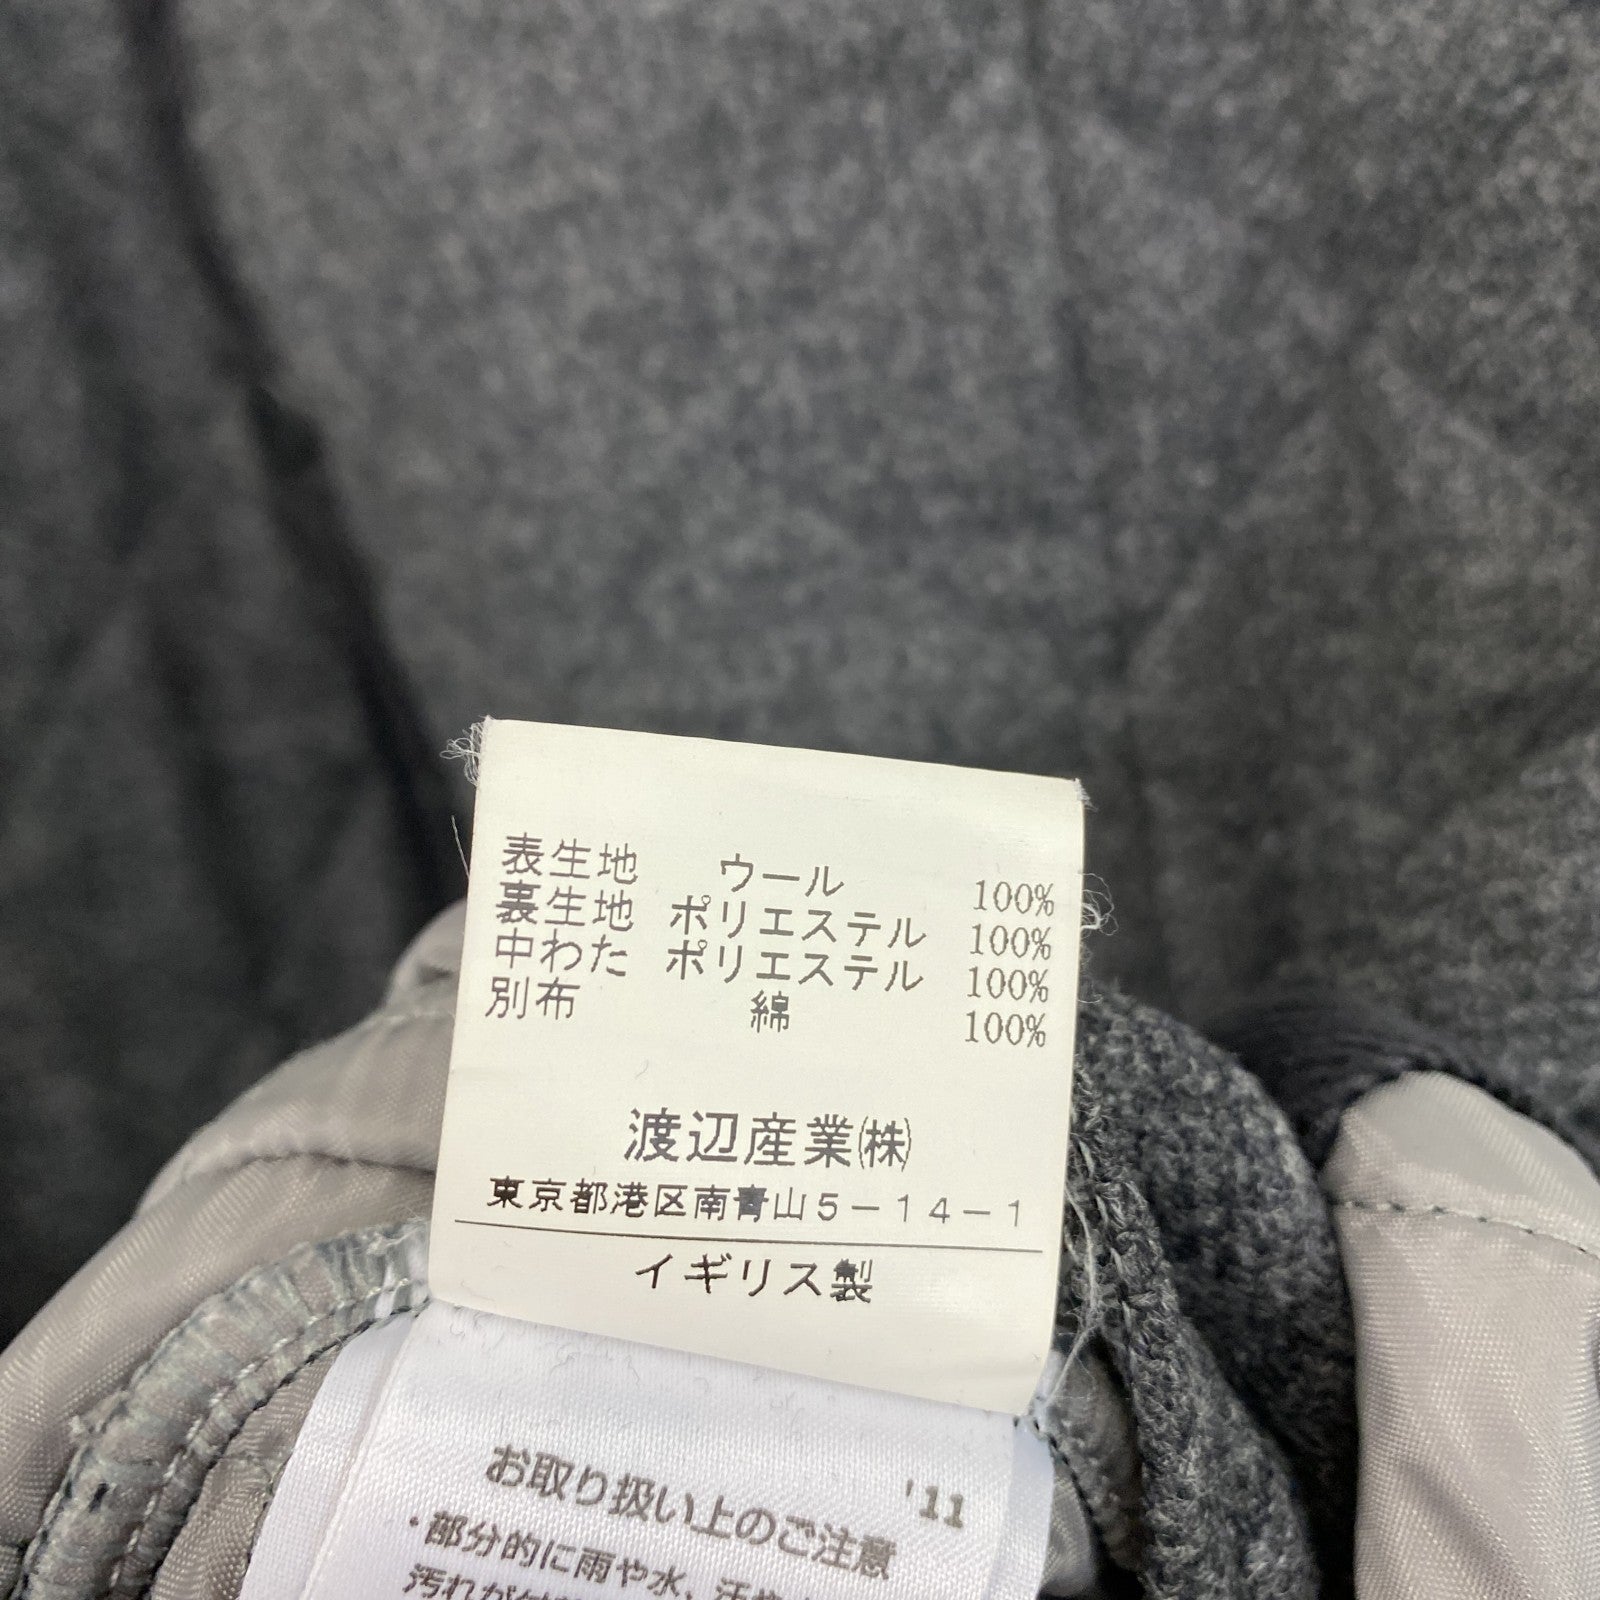 表生地 ウール 100%
裏生地 ポリエステル 100%
中わた ポリエステル 100%
別布 綿 100%
渡辺産業㈱
東京都港区南青山5-14-1
イギリス製
お取り扱い上のご注意 '11
・部分的に雨や水、汗や
汚れが付